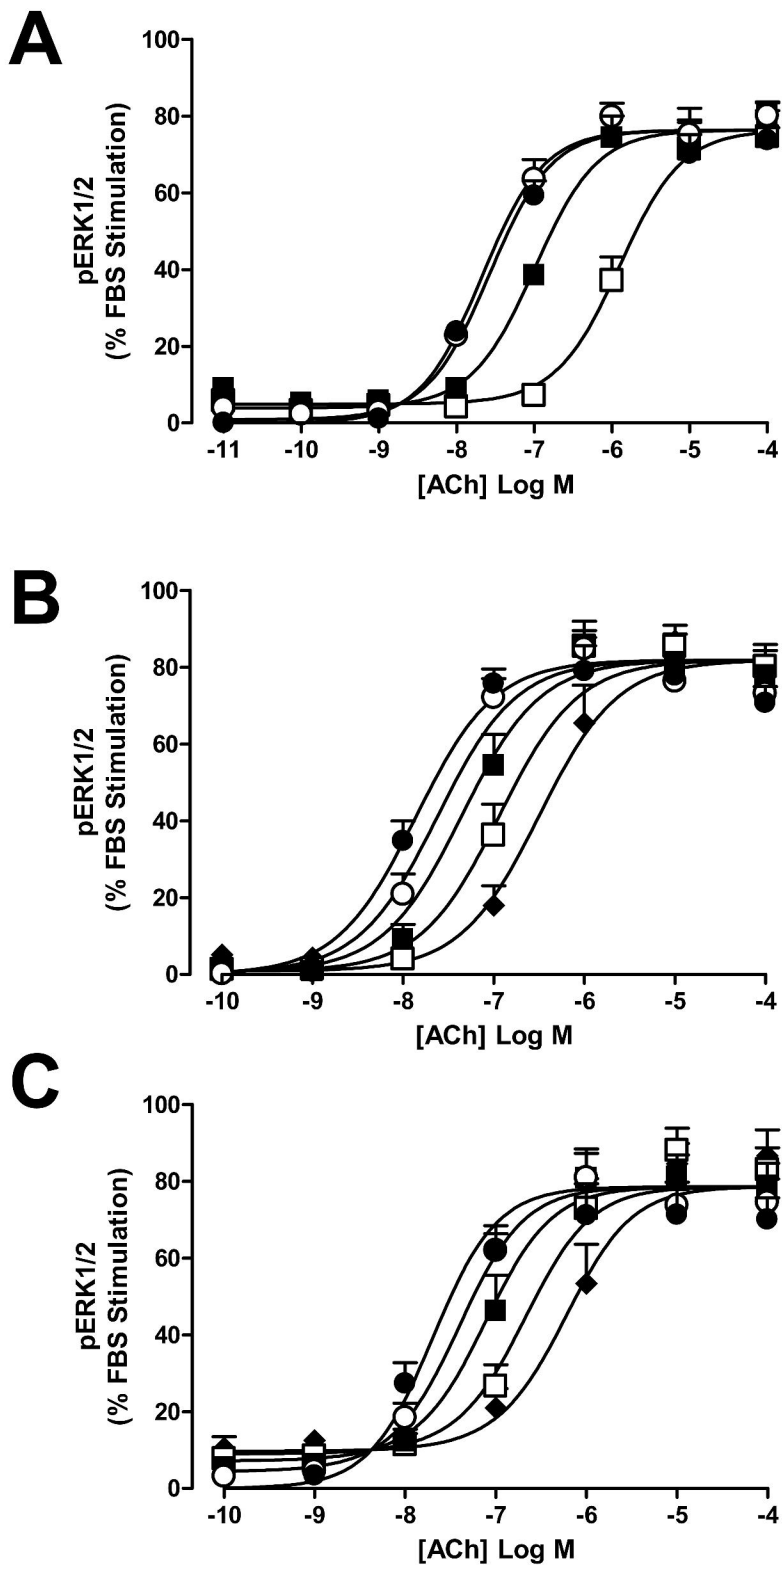 A
100
80
60
40
20
0
pERK1/2
(% FBS Stimulation)
-11 -10 -9 -8 -7 -6 -5 -4
[ACh] Log M
B
100
80
60
40
20
0
pERK1/2
(% FBS Stimulation)
-10 -9 -8 -7 -6 -5 -4
[ACh] Log M
C
100
80
60
40
20
0
pERK1/2
(% FBS Stimulation)
-10 -9 -8 -7 -6 -5 -4
[ACh] Log M